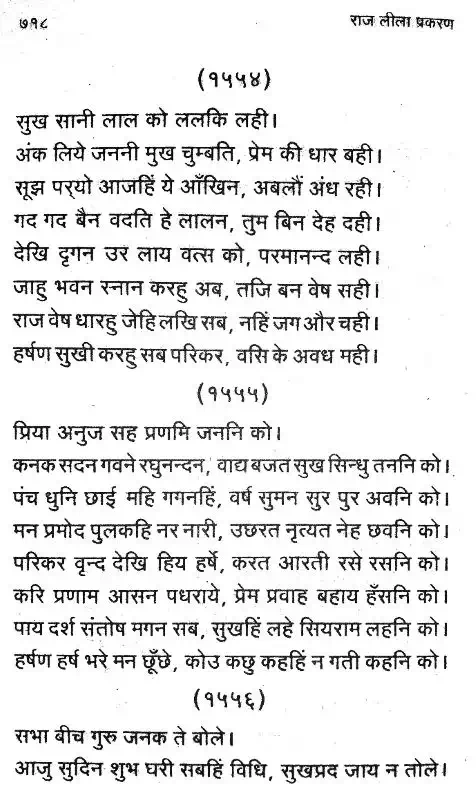 ७१८ राज लीला प्रकरण
(१५५४)
सुख सानी लाल को ललकि लही।
अंक लिये जननी मुख चुम्बति, प्रेम की धार बही।
सूझ पर्‌यो आजहिं ये आँखिन, अबलौं अंध रही।
गद गद बैन वदति हे लालन, तुम बिन देह दही।
देखि दृगन उर लाय वत्स को, परमानन्द लही।
जाहु भवन स्नान करहु अब, तजि बन वेष सही।
राज वेष धारहु जेहि लखि सब, नहिं जग और चही।
हर्षण सुखी करहु सब परिकर, वसि के अवध मही।
(१५५५)
प्रिया अनुज सह प्रणमि जननि को।
कनक सदन गवने रघुनन्दन, वाद्य बजत सुख सिन्धु तननि को।
पंच धुनि छाई महि गगनहिं, वर्ष सुमन सुर पुर अवनि को।
मन प्रमोद पुलकहि नर नारी, उछरत नृत्यत नेह छवनि को।
परिकर वृन्द देखि हिय हर्षे, करत आरती रसे रसनि को।
करि प्रणाम आसन पधराये, प्रेम प्रवाह बहाय हँसनि को।
पाय दर्श संतोष मगन सब, सुखहिं लहे सियराम लहनि को।
हर्षण हर्ष भरे मन छूँछे, कोउ कछु कहहिं न गती कहनि को।
(१५५६)
सभा बीच गुरु जनक ते बोले।
आजु सुदिन शुभ घरी सबहिं विधि, सुखप्रद जाय न तोले।